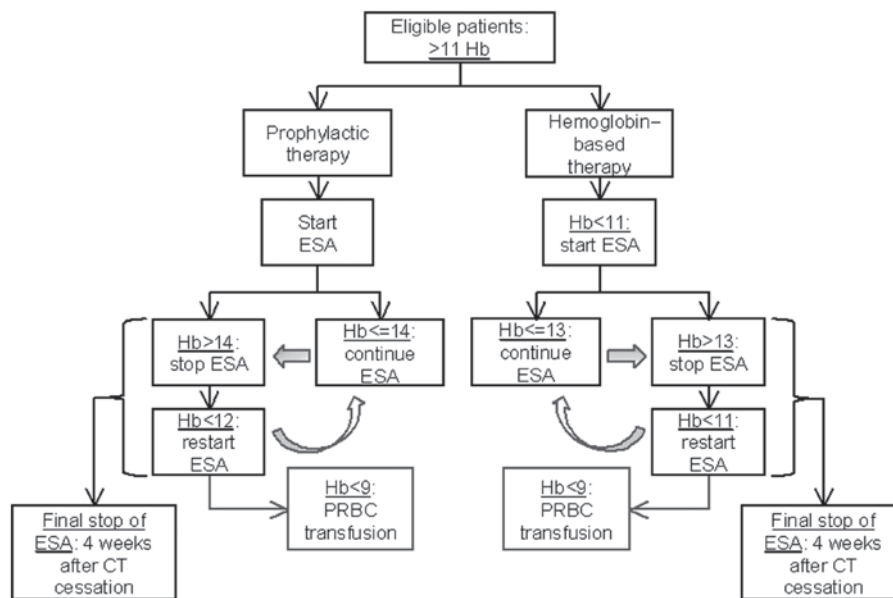 Eligible patients:
>11 Hb
Prophylactic
therapy
Hemoglobin–
based
therapy
Start
ESA
Hb<11:
start ESA
Hb>14:
stop ESA
Hb<=14:
continue
ESA
Hb<=13:
continue
ESA
Hb>13:
stop ESA
Hb<12:
restart
ESA
Hb<11:
restart
ESA
Hb<9:
PRBC
transfusion
Hb<9:
PRBC
transfusion
Final stop of
ESA: 4 weeks
after CT
cessation
Final stop of
ESA: 4 weeks
after CT
cessation